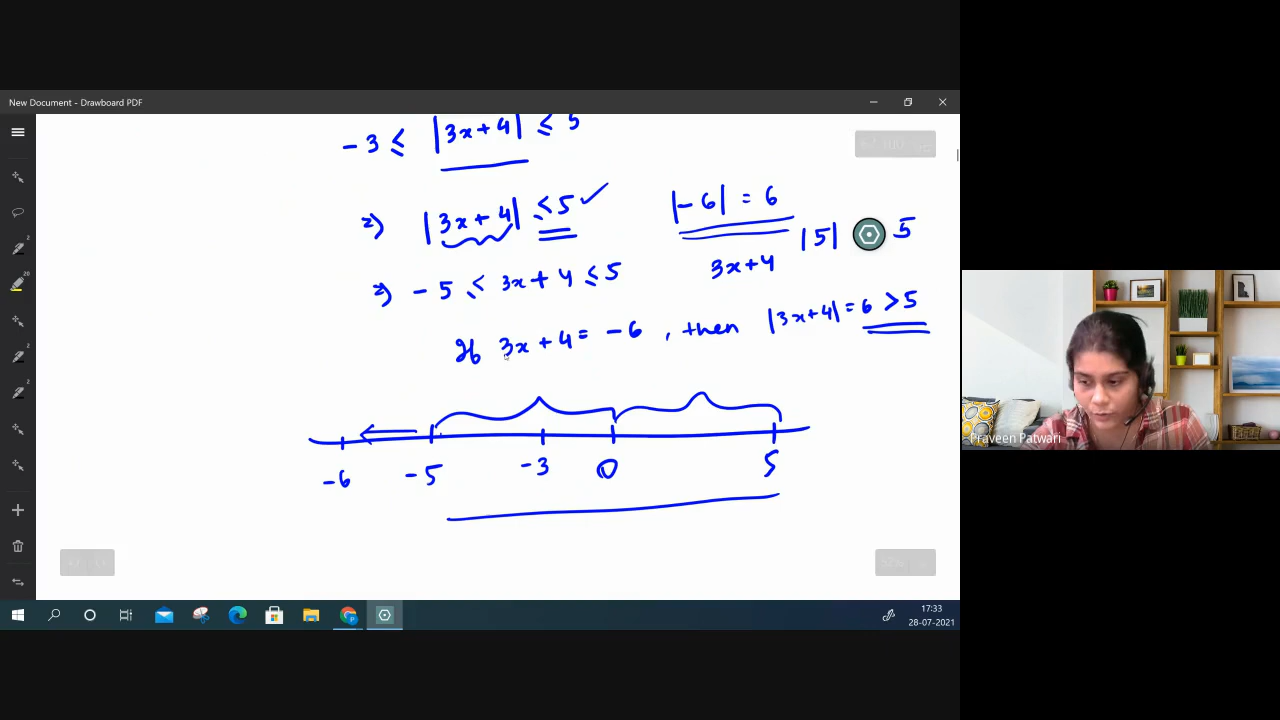 New Document - Drawboard PDF
- 3 ≤ |3x+4| ≤ 5
|3x+4| ≤ 5 ✓
|-6| = 6
|5| 5
3x+4
- 5 ≤ 3x+4 ≤ 5
If 3x+4 = -6, then |3x+4| = 6 > 5
-6 -5 -3 0 5
Praveen Patwari
17:33
28-07-2021